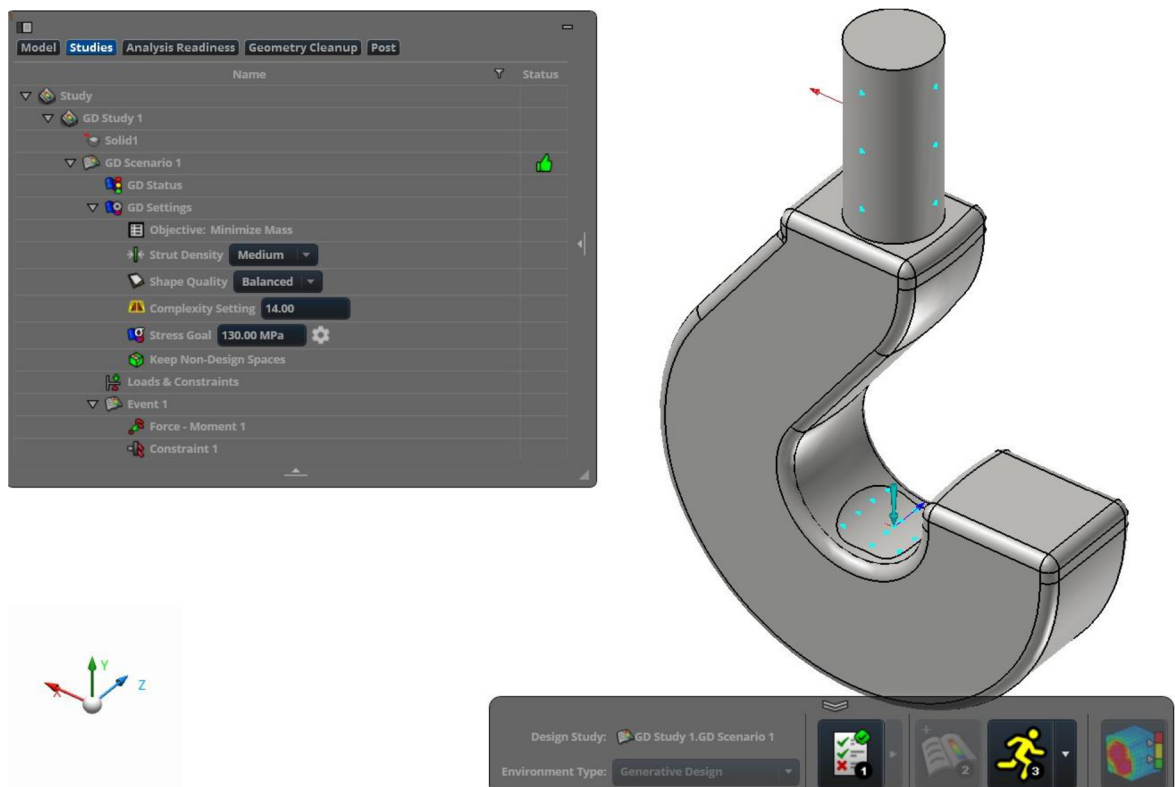 Model Studies Analysis Readiness Geometry Cleanup Post
Name Status
Study
GD Study 1
Solid1
GD Scenario 1
GD Status
GD Settings
Objective: Minimize Mass
Strut Density Medium
Shape Quality Balanced
Complexity Setting 14.00
Stress Goal 130.00 MPa
Keep Non-Design Spaces
Loads & Constraints
Event 1
Force - Moment 1
Constraint 1
X Y Z
Design Study: GD Study 1.GD Scenario 1
Environment Type: Generative Design
1 2 3